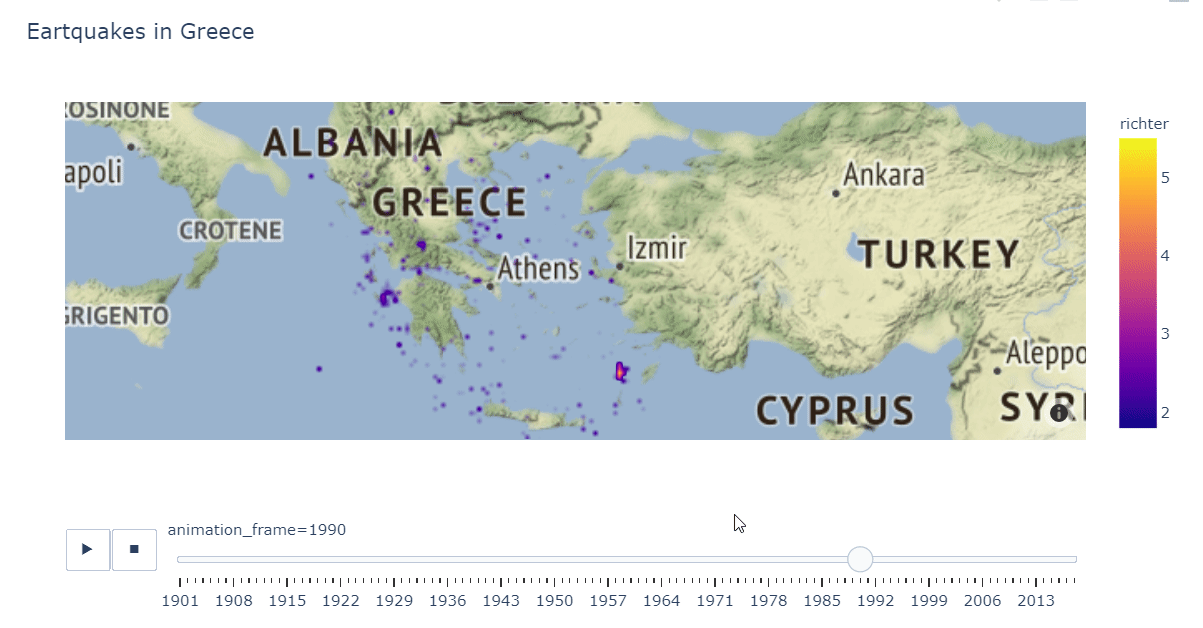 Eartquakes in Greece
ROSINONE
ALBANIA
richter
apoli
Ankara
5
GREECE
CROTENE
Izmir
TURKEY
4
Athens
GRIGENTO
3
Aleppo
CYPRUS
SYRI
2
animation_frame=1990
1901 1908 1915 1922 1929 1936 1943 1950 1957 1964 1971 1978 1985 1992 1999 2006 2013